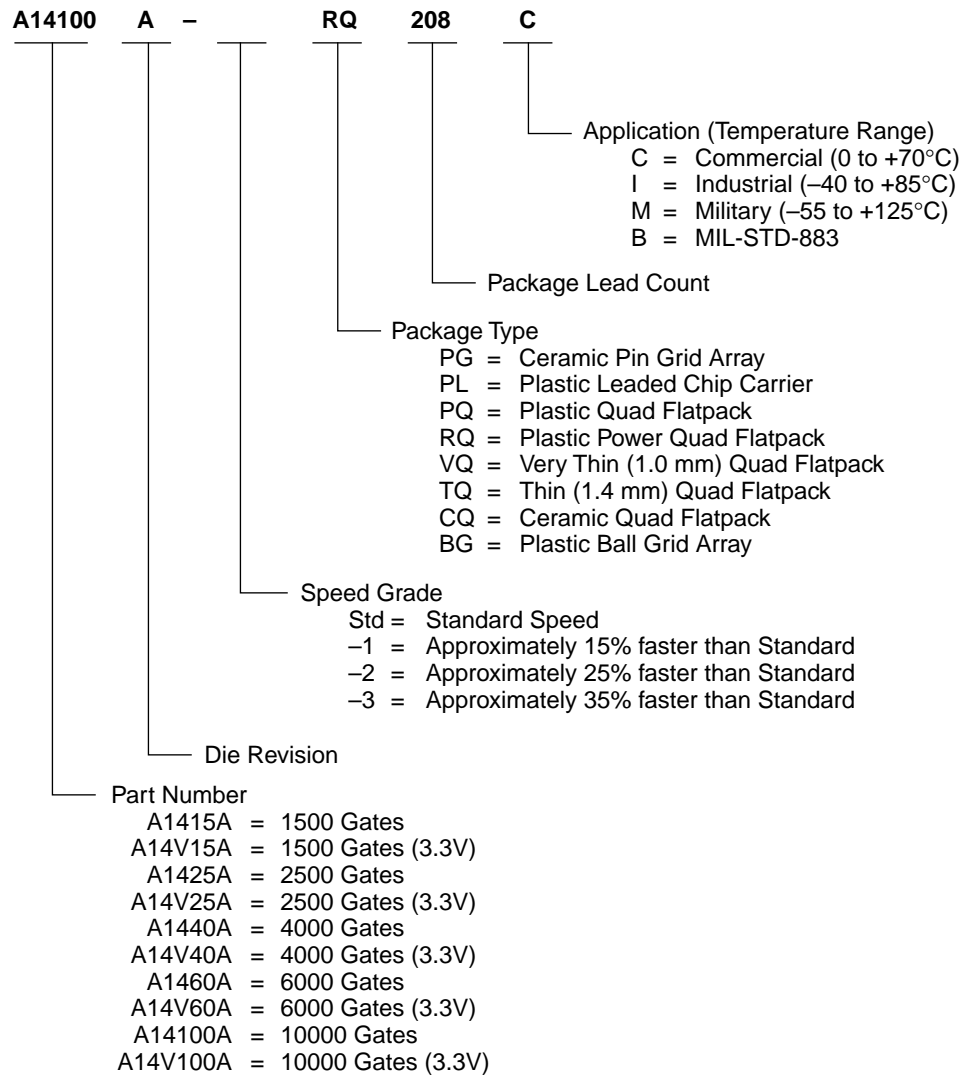 A14100 A – RQ 208 C
Application (Temperature Range)
C = Commercial (0 to +70°C)
I = Industrial (–40 to +85°C)
M = Military (–55 to +125°C)
B = MIL-STD-883
Package Lead Count
Package Type
PG = Ceramic Pin Grid Array
PL = Plastic Leaded Chip Carrier
PQ = Plastic Quad Flatpack
RQ = Plastic Power Quad Flatpack
VQ = Very Thin (1.0 mm) Quad Flatpack
TQ = Thin (1.4 mm) Quad Flatpack
CQ = Ceramic Quad Flatpack
BG = Plastic Ball Grid Array
Speed Grade
Std = Standard Speed
–1 = Approximately 15% faster than Standard
–2 = Approximately 25% faster than Standard
–3 = Approximately 35% faster than Standard
Die Revision
Part Number
A1415A = 1500 Gates
A14V15A = 1500 Gates (3.3V)
A1425A = 2500 Gates
A14V25A = 2500 Gates (3.3V)
A1440A = 4000 Gates
A14V40A = 4000 Gates (3.3V)
A1460A = 6000 Gates
A14V60A = 6000 Gates (3.3V)
A14100A = 10000 Gates
A14V100A = 10000 Gates (3.3V)